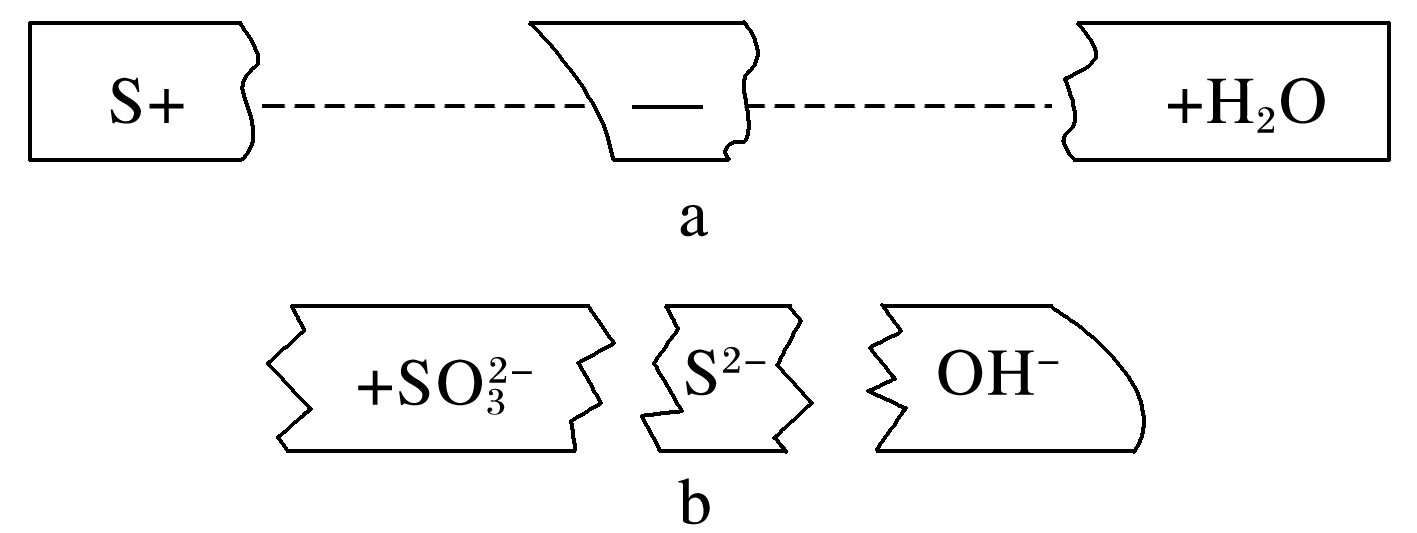 S+ — +H₂O
a
+SO₃²⁻ S²⁻ OH⁻
b